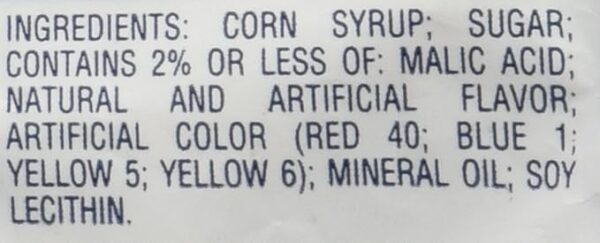 INGREDIENTS: CORN SYRUP; SUGAR;
CONTAINS 2% OR LESS OF: MALIC ACID;
NATURAL AND ARTIFICIAL FLAVOR;
ARTIFICIAL COLOR (RED 40; BLUE 1;
YELLOW 5; YELLOW 6); MINERAL OIL; SOY
LECITHIN.